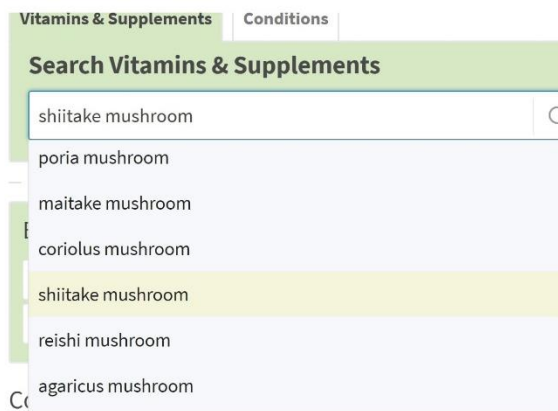 Vitamins & Supplements Conditions
Search Vitamins & Supplements
shiitake mushroom
poria mushroom
maitake mushroom
coriolus mushroom
shiitake mushroom
reishi mushroom
agaricus mushroom